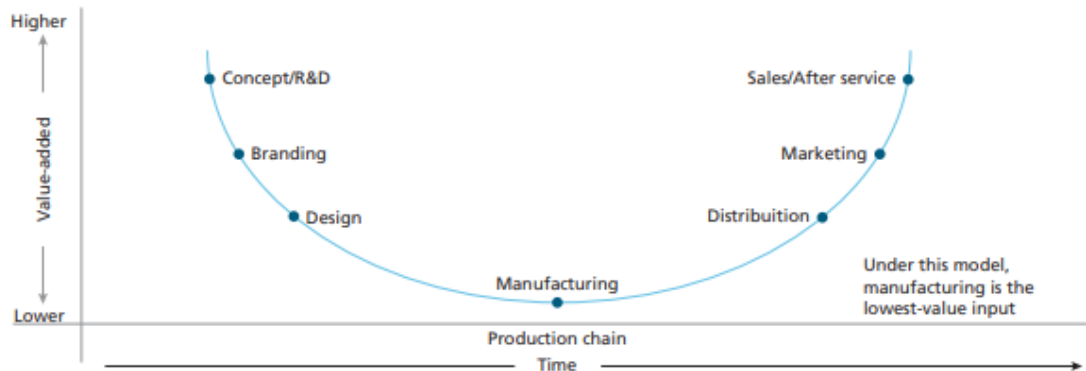 Higher
Concept/R&D
Sales/After service
Branding
Marketing
Value-added
Design
Distribuition
Manufacturing
Under this model,
manufacturing is the
lowest-value input
Lower
Production chain
Time